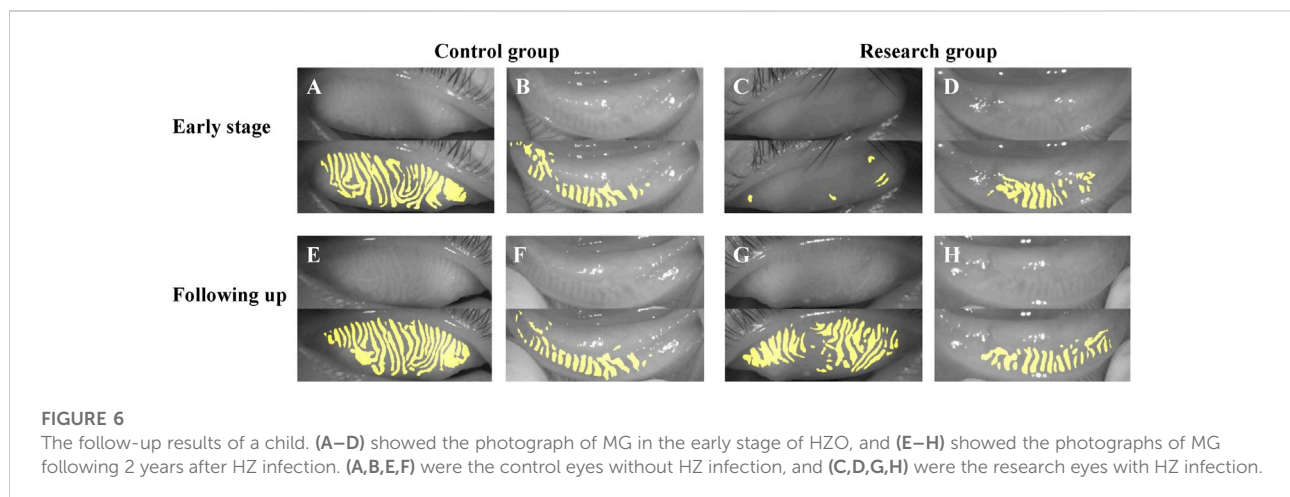 Control group
Research group
A
B
C
D
Early stage
E
F
G
H
Following up
FIGURE 6
The follow-up results of a child. (A–D) showed the photograph of MG in the early stage of HZO, and (E–H) showed the photographs of MG
following 2 years after HZ infection. (A,B,E,F) were the control eyes without HZ infection, and (C,D,G,H) were the research eyes with HZ infection.